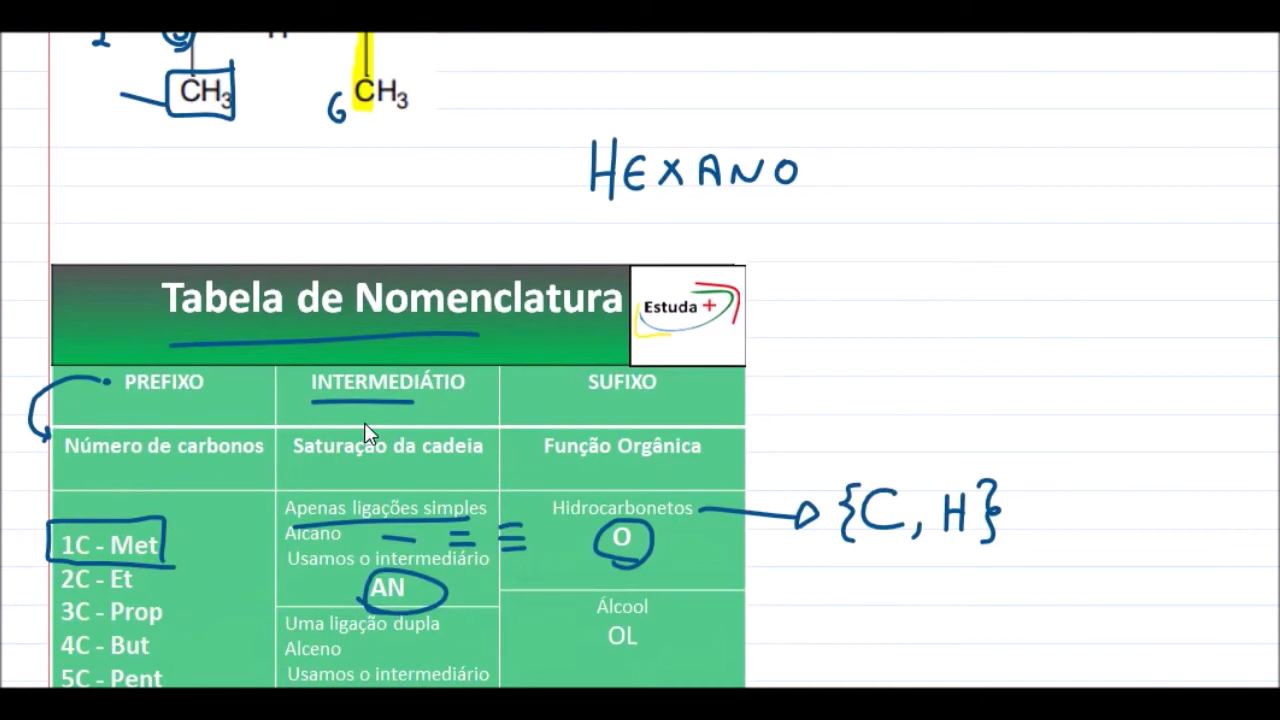 2
CH3
6
CH3
HEXANO
Tabela de Nomenclatura
Estuda +
PREFIXO INTERMEDIÁTIO SUFIXO
Número de carbonos Saturação da cadeia Função Orgânica
Apenas ligações simples
Alcano
Usamos o intermediário
AN
Hidrocarbonetos
O
{C, H}
1C - Met
2C - Et
3C - Prop
4C - But
5C - Pent
Uma ligação dupla
Alceno
Usamos o intermediário
Álcool
OL